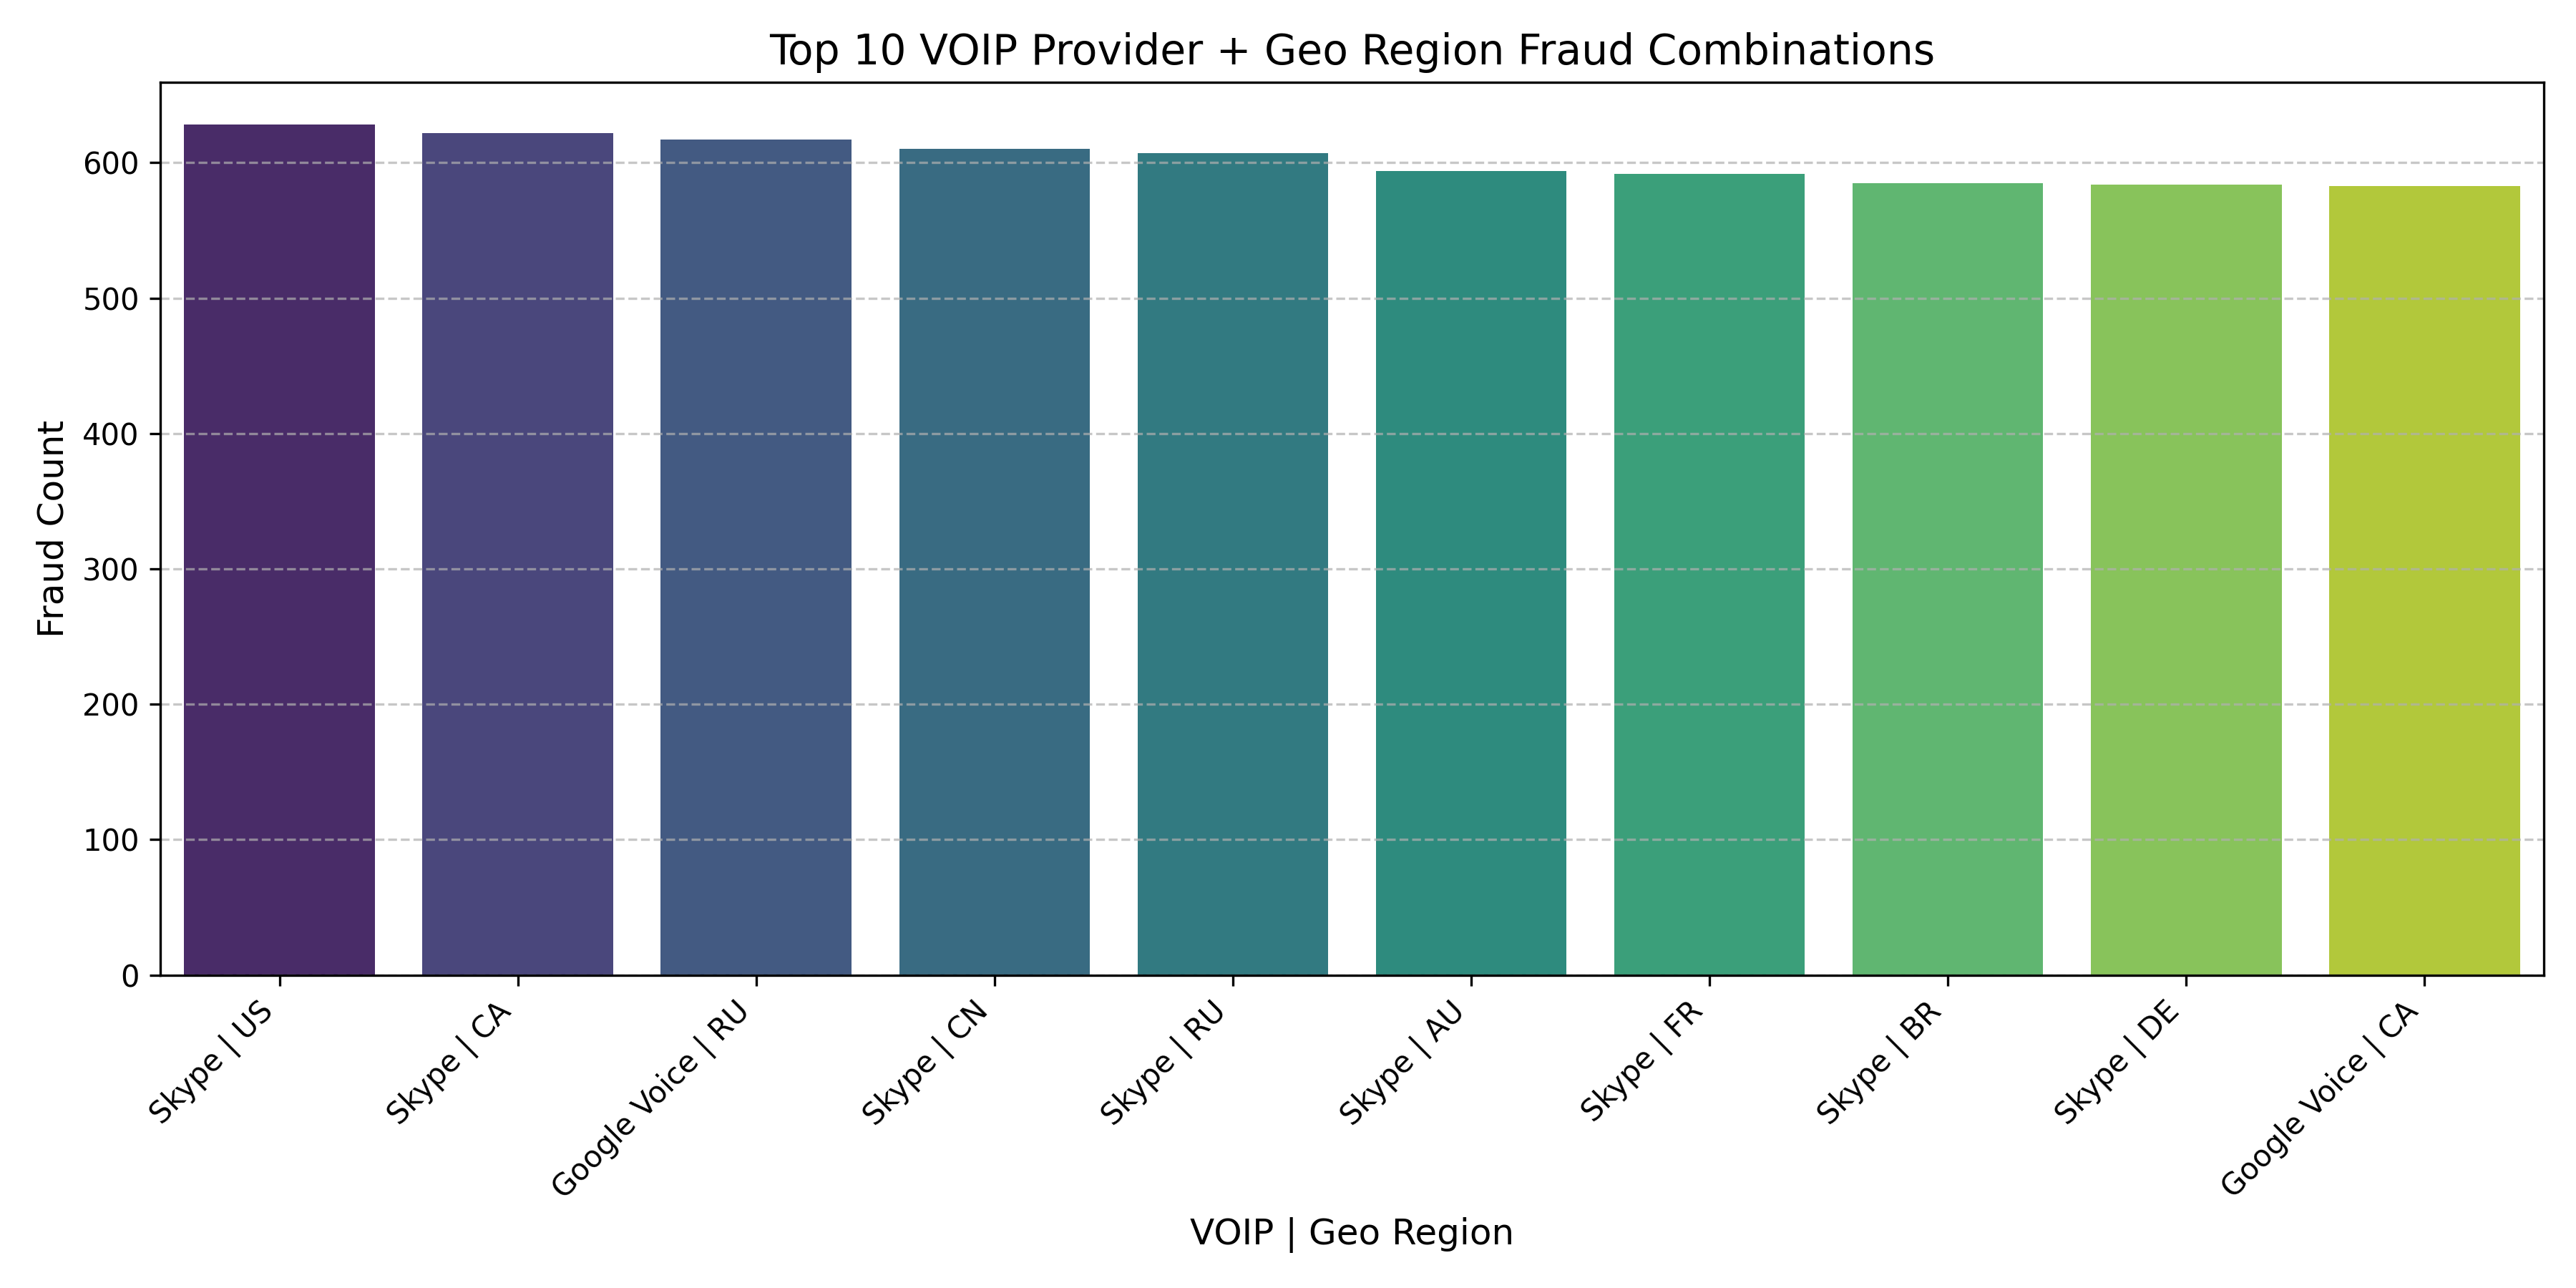 Top 10 VOIP Provider + Geo Region Fraud Combinations
Fraud Count
600
500
400
300
200
100
0
Skype | US
Skype | CA
Google Voice | RU
Skype | CN
Skype | RU
Skype | AU
Skype | FR
Skype | BR
Skype | DE
Google Voice | CA
VOIP | Geo Region